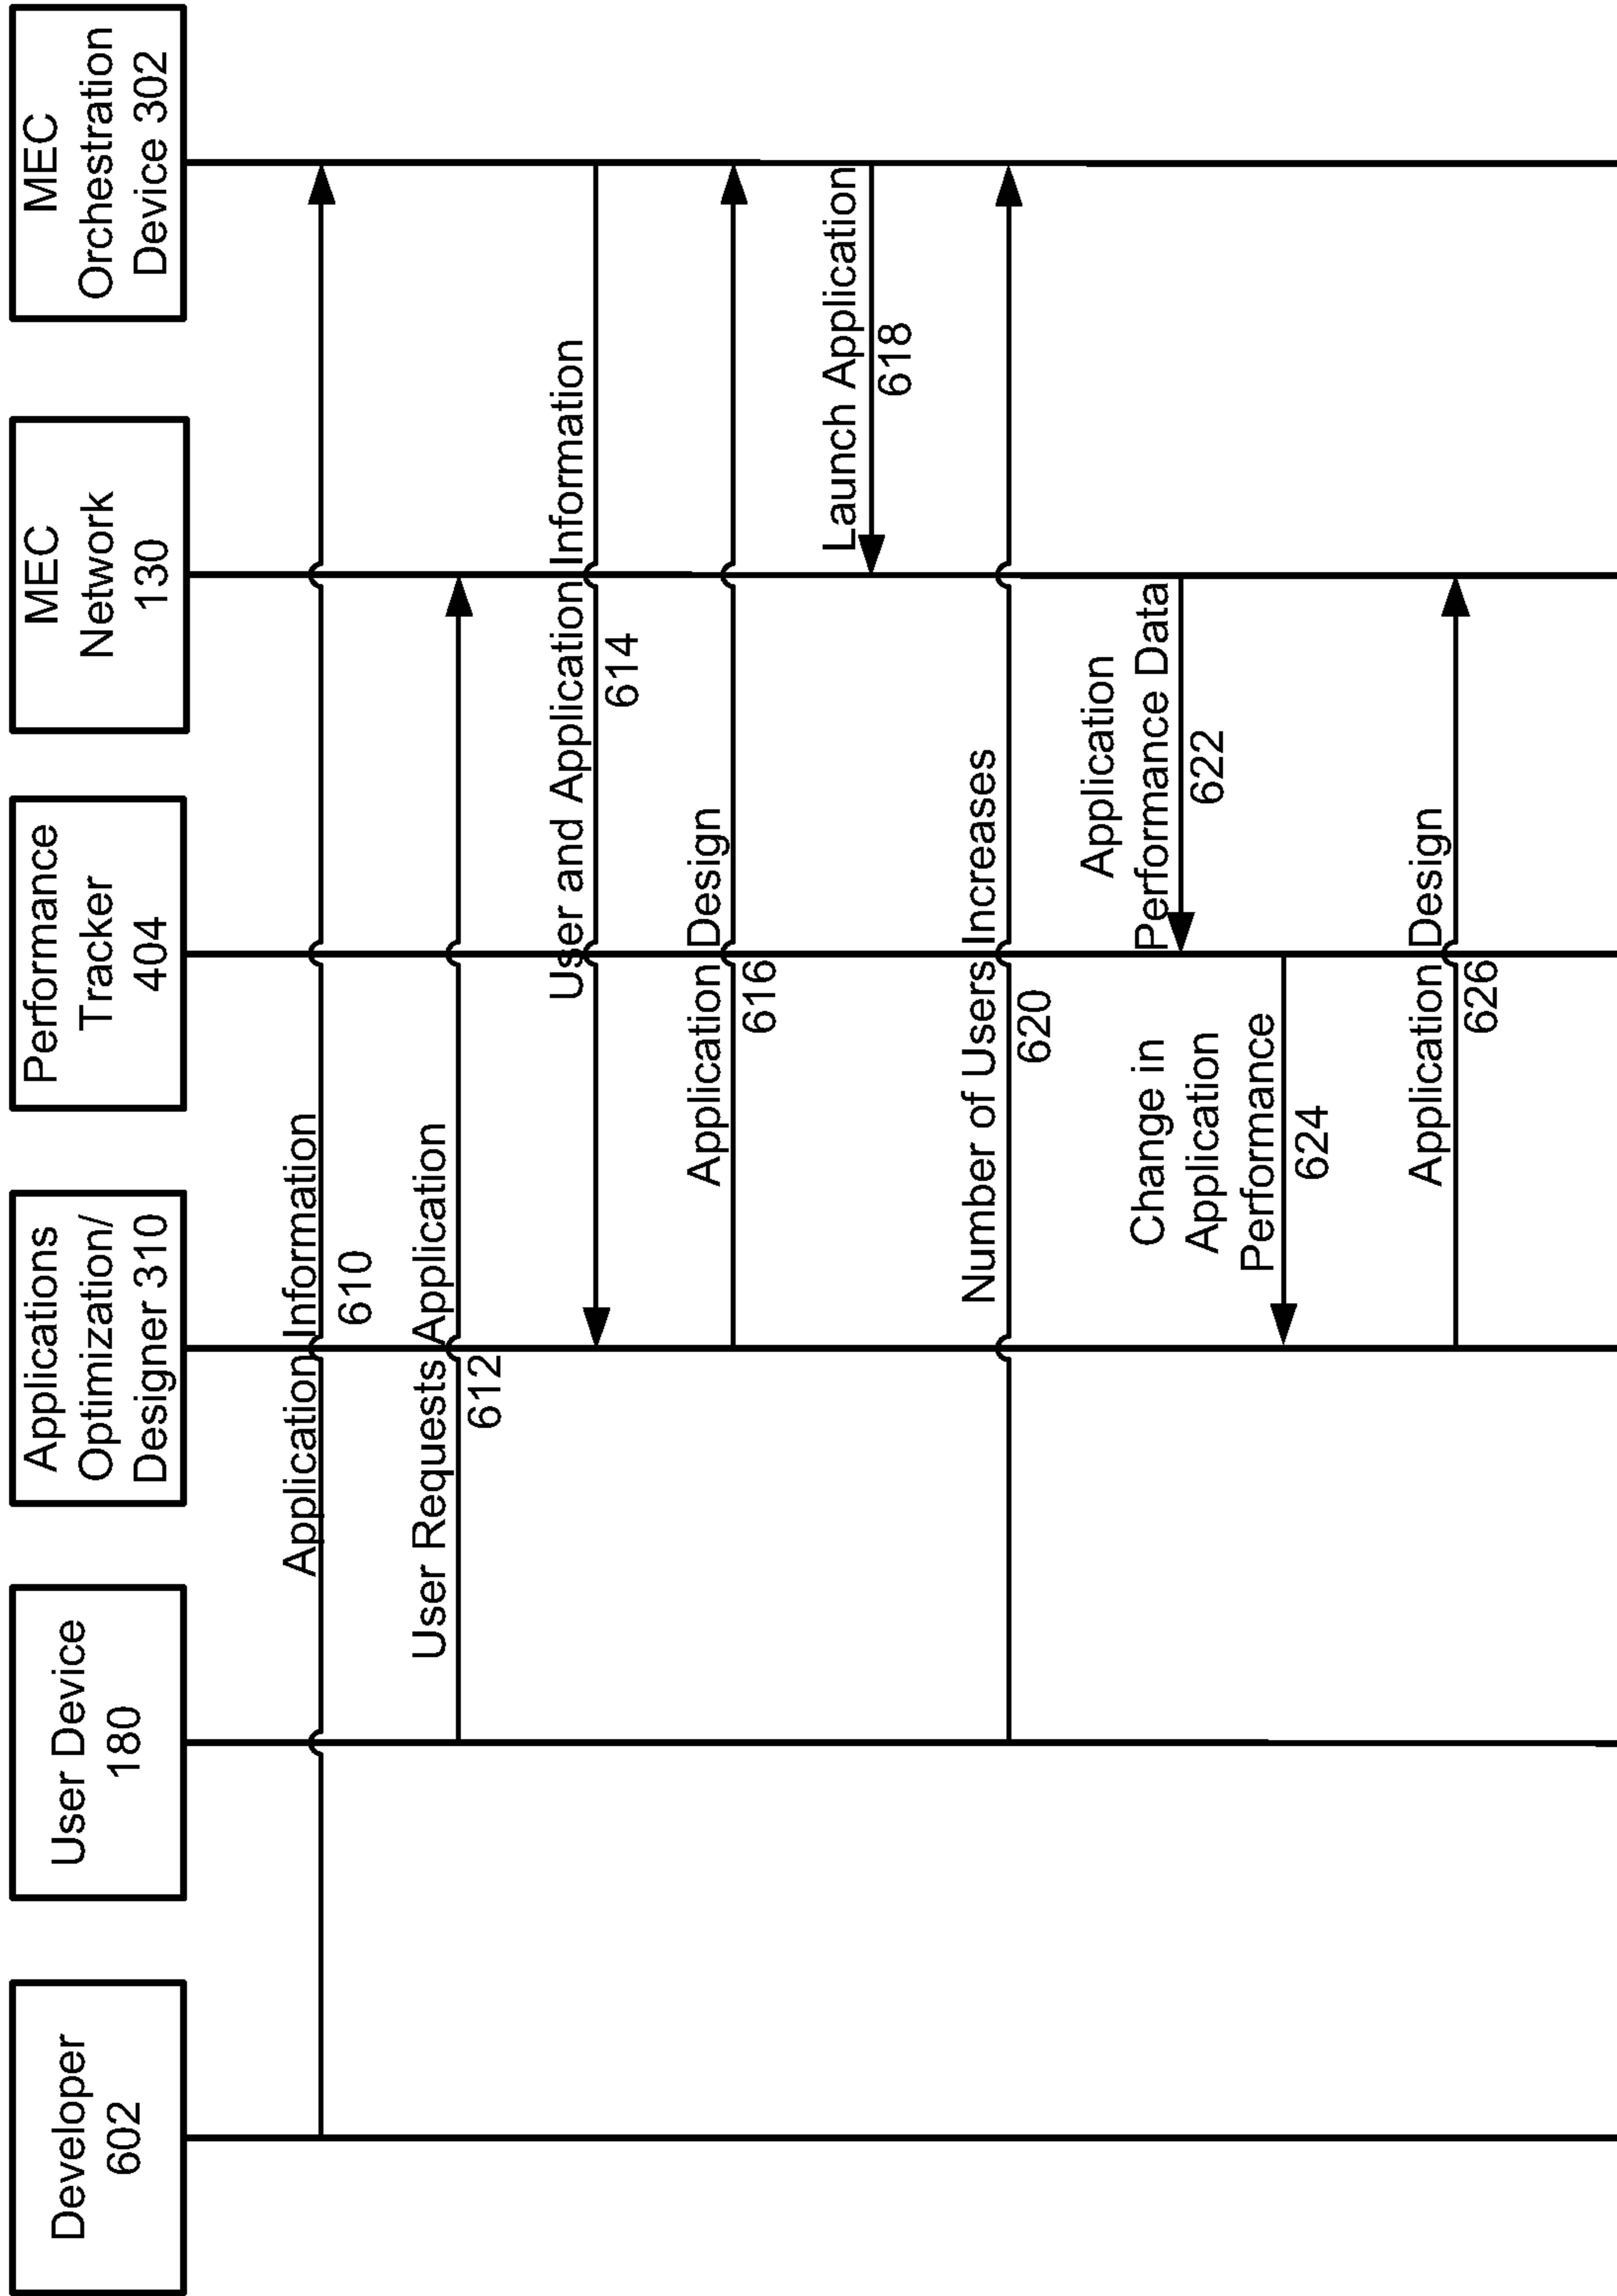 Developer
602
User Device
180
Applications
Optimization/
Designer 310
Performance
Tracker
404
MEC
Network
130
MEC
Orchestration
Device 302
Application Information
610
User Requests Application
612
User and Application Information
614
Application Design
616
Launch Application
618
Number of Users Increases
620
Application
Performance Data
622
Change in
Application
Performance
624
Application Design
626